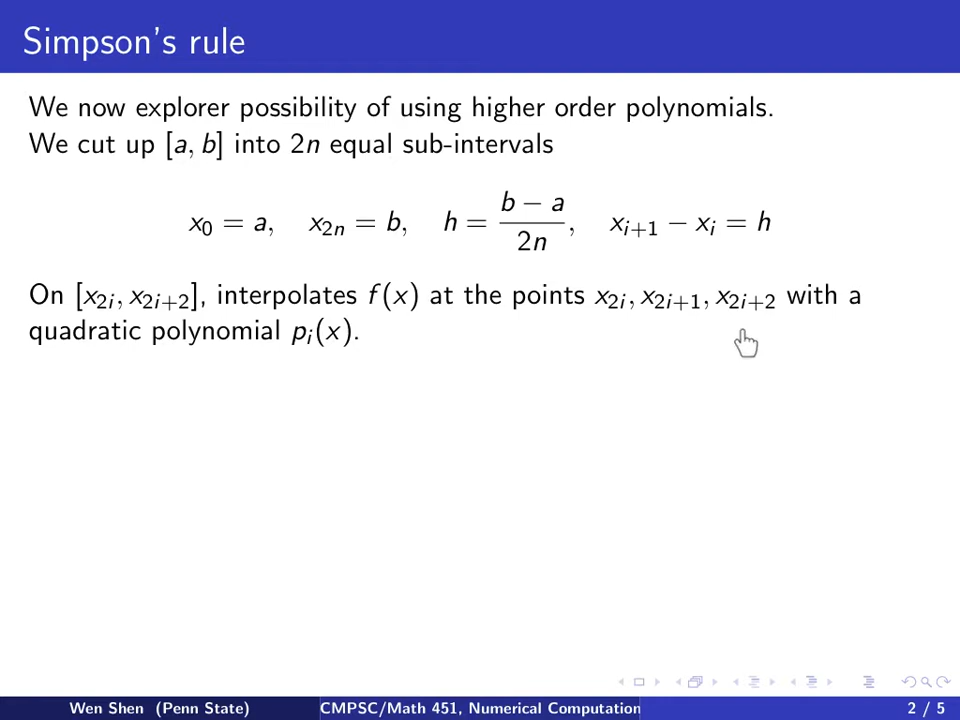 Simpson's rule
We now explorer possibility of using higher order polynomials.
We cut up [a, b] into 2n equal sub-intervals
x₀ = a, x₂ₙ = b, h = (b − a)/(2n), xᵢ₊₁ − xᵢ = h
On [x₂ᵢ, x₂ᵢ₊₂], interpolates f(x) at the points x₂ᵢ, x₂ᵢ₊₁, x₂ᵢ₊₂ with a
quadratic polynomial pᵢ(x).
Wen Shen (Penn State) CMPSC/Math 451, Numerical Computation 2 / 5